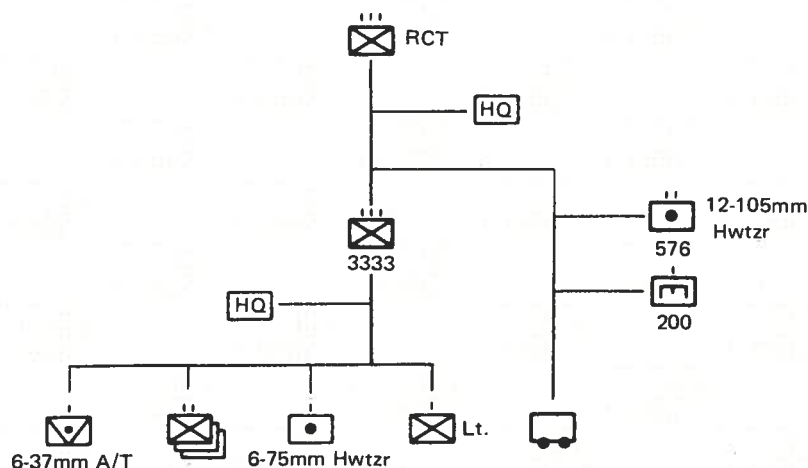 RCT
HQ
12-105mm
Hwtzr
576
3333
HQ
200
Lt.
6-37mm A/T
6-75mm Hwtzr